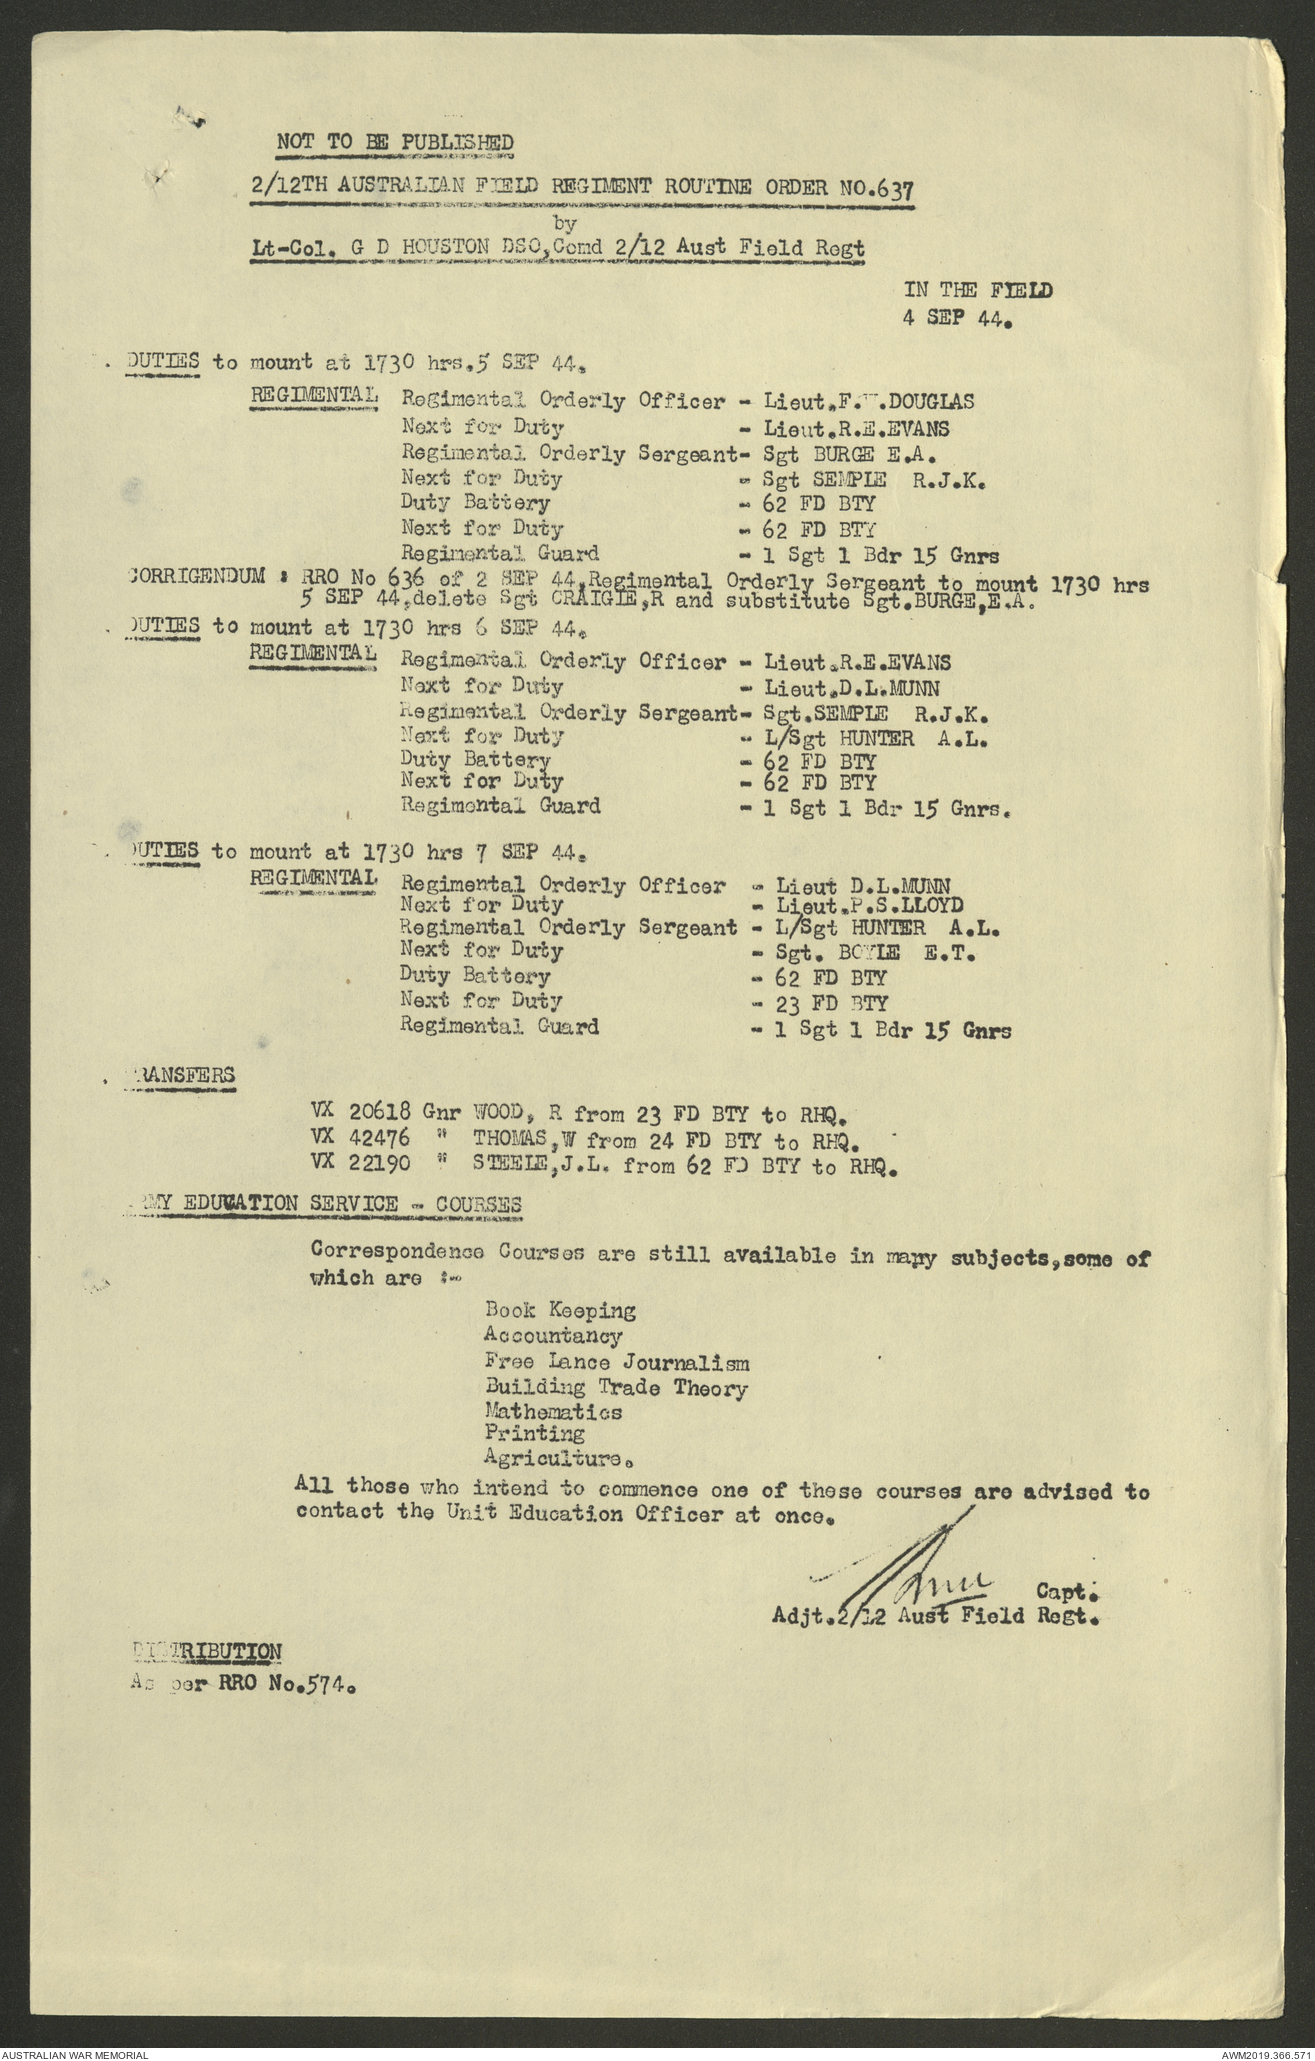 NOT TO BE PUBLISHED
2/12TH AUSTRALIAN FIELD REGIMENT ROUTINE ORDER NO.637
by
Lt-Col. G D HOUSTON DSO,Comd 2/12 Aust Field Regt
IN THE FIELD
4 SEP 44.
. DUTIES to mount at 1730 hrs.5 SEP 44.
REGIMENTAL Regimental Orderly Officer - Lieut.F. .DOUGLAS
Next for Duty - Lieut.R.E.EVANS
Regimental Orderly Sergeant- Sgt BURGE E.A.
Next for Duty - Sgt SEMPLE R.J.K.
Duty Battery - 62 FD BTY
Next for Duty - 62 FD BTY
Regimental Guard - 1 Sgt 1 Bdr 15 Gnrs
CORRIGENDUM : RRO No 636 of 2 SEP 44,Regimental Orderly Sergeant to mount 1730 hrs
5 SEP 44,delete Sgt CRAIGIE,R and substitute Sgt.BURGE,E.A.
. DUTIES to mount at 1730 hrs 6 SEP 44.
REGIMENTAL Regimental Orderly Officer - Lieut.R.E.EVANS
Next for Duty - Lieut.D.L.MUNN
Regimental Orderly Sergeant- Sgt.SEMPLE R.J.K.
Next for Duty - L/Sgt HUNTER A.L.
Duty Battery - 62 FD BTY
Next for Duty - 62 FD BTY
Regimental Guard - 1 Sgt 1 Bdr 15 Gnrs.
. DUTIES to mount at 1730 hrs 7 SEP 44.
REGIMENTAL Regimental Orderly Officer - Lieut D.L.MUNN
Next for Duty - Lieut.P.S.LLOYD
Regimental Orderly Sergeant - L/Sgt HUNTER A.L.
Next for Duty - Sgt. BOYLE E.T.
Duty Battery - 62 FD BTY
Next for Duty - 23 FD BTY
Regimental Guard - 1 Sgt 1 Bdr 15 Gnrs
. TRANSFERS
VX 20618 Gnr WOOD, R from 23 FD BTY to RHQ.
VX 42476 " THOMAS,W from 24 FD BTY to RHQ.
VX 22190 " STEELE,J.L. from 62 FD BTY to RHQ.
ARMY EDUCATION SERVICE - COURSES
Correspondence Courses are still available in many subjects,some of
which are :-
Book Keeping
Accountancy
Free Lance Journalism
Building Trade Theory
Mathematics
Printing
Agriculture.
All those who intend to commence one of these courses are advised to
contact the Unit Education Officer at once.
Capt.
Adjt.2/12 Aust Field Regt.
DISTRIBUTION
As per RRO No.574.
AUSTRALIAN WAR MEMORIAL
AWM2019.366.571